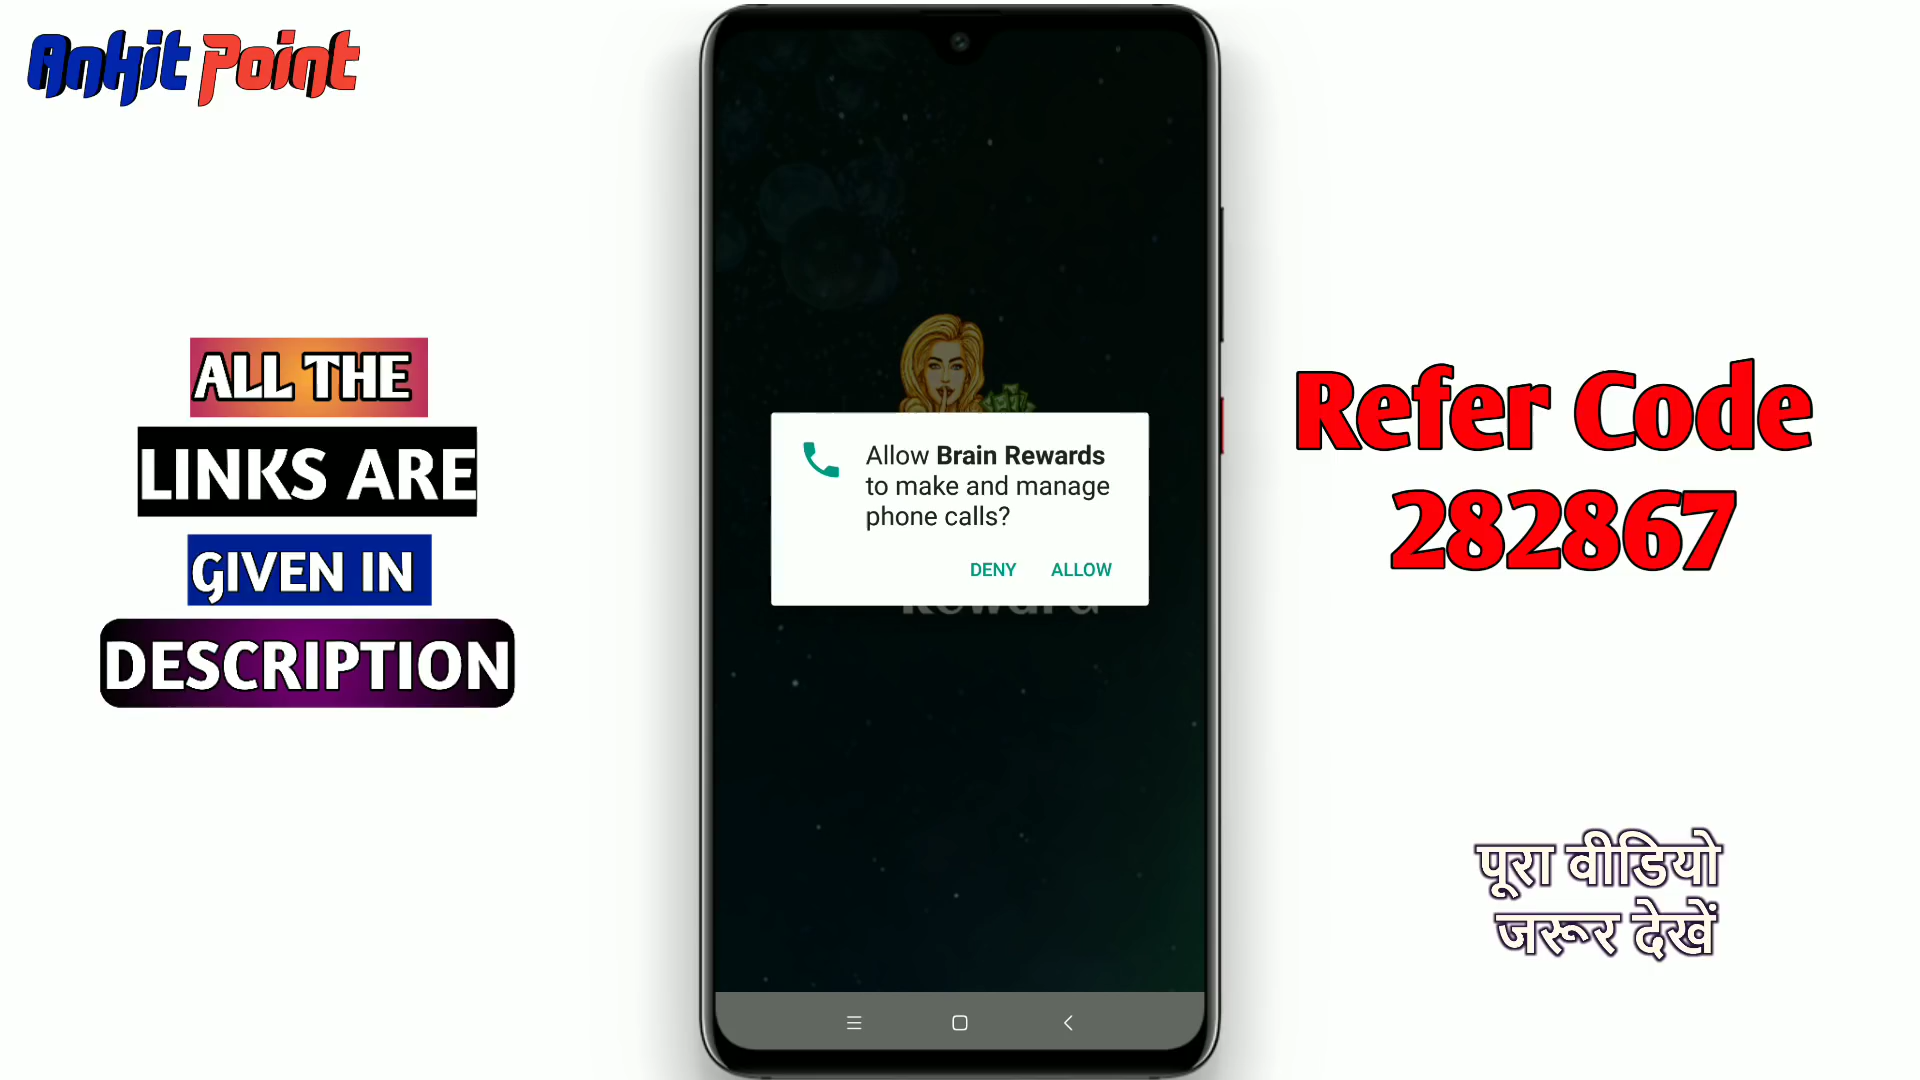 Ankit Point
ALL THE
LINKS ARE
GIVEN IN
DESCRIPTION
Allow Brain Rewards
to make and manage
phone calls?
DENY ALLOW
Reward
Refer Code
282867
पूरा वीडियो
जरूर देखें